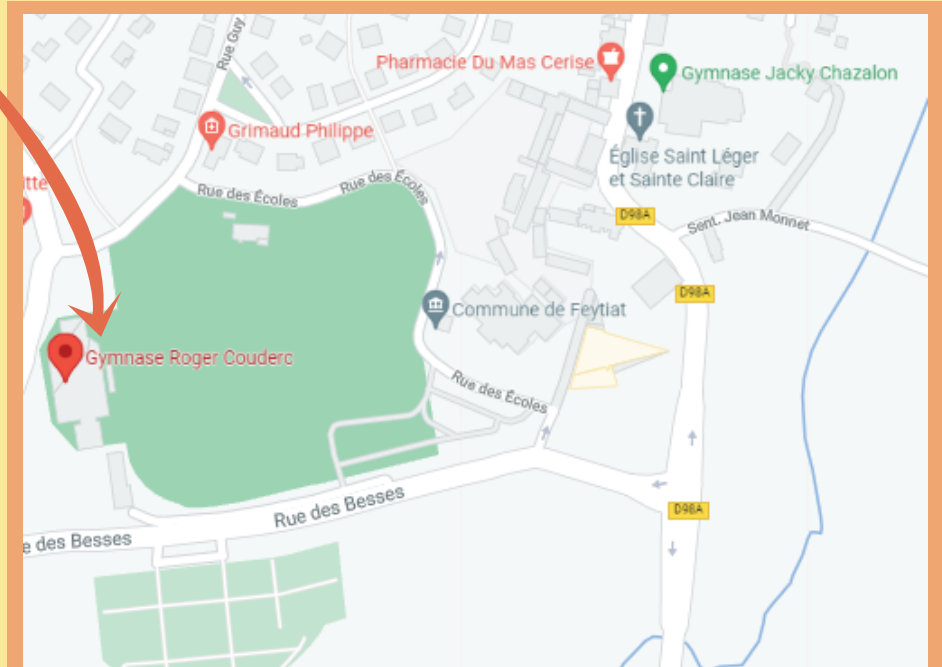 Rue Guy
Pharmacie Du Mas Cerise
Gymnase Jacky Chazalon
Grimaud Philippe
Église Saint Léger
et Sainte Claire
Rue des Écoles
Rue des Écoles
D98A
Sent. Jean Monnet
D98A
Commune de Feytiat
Gymnase Roger Couderc
Rue des Écoles
Rue des Besses
D98A
e des Besses